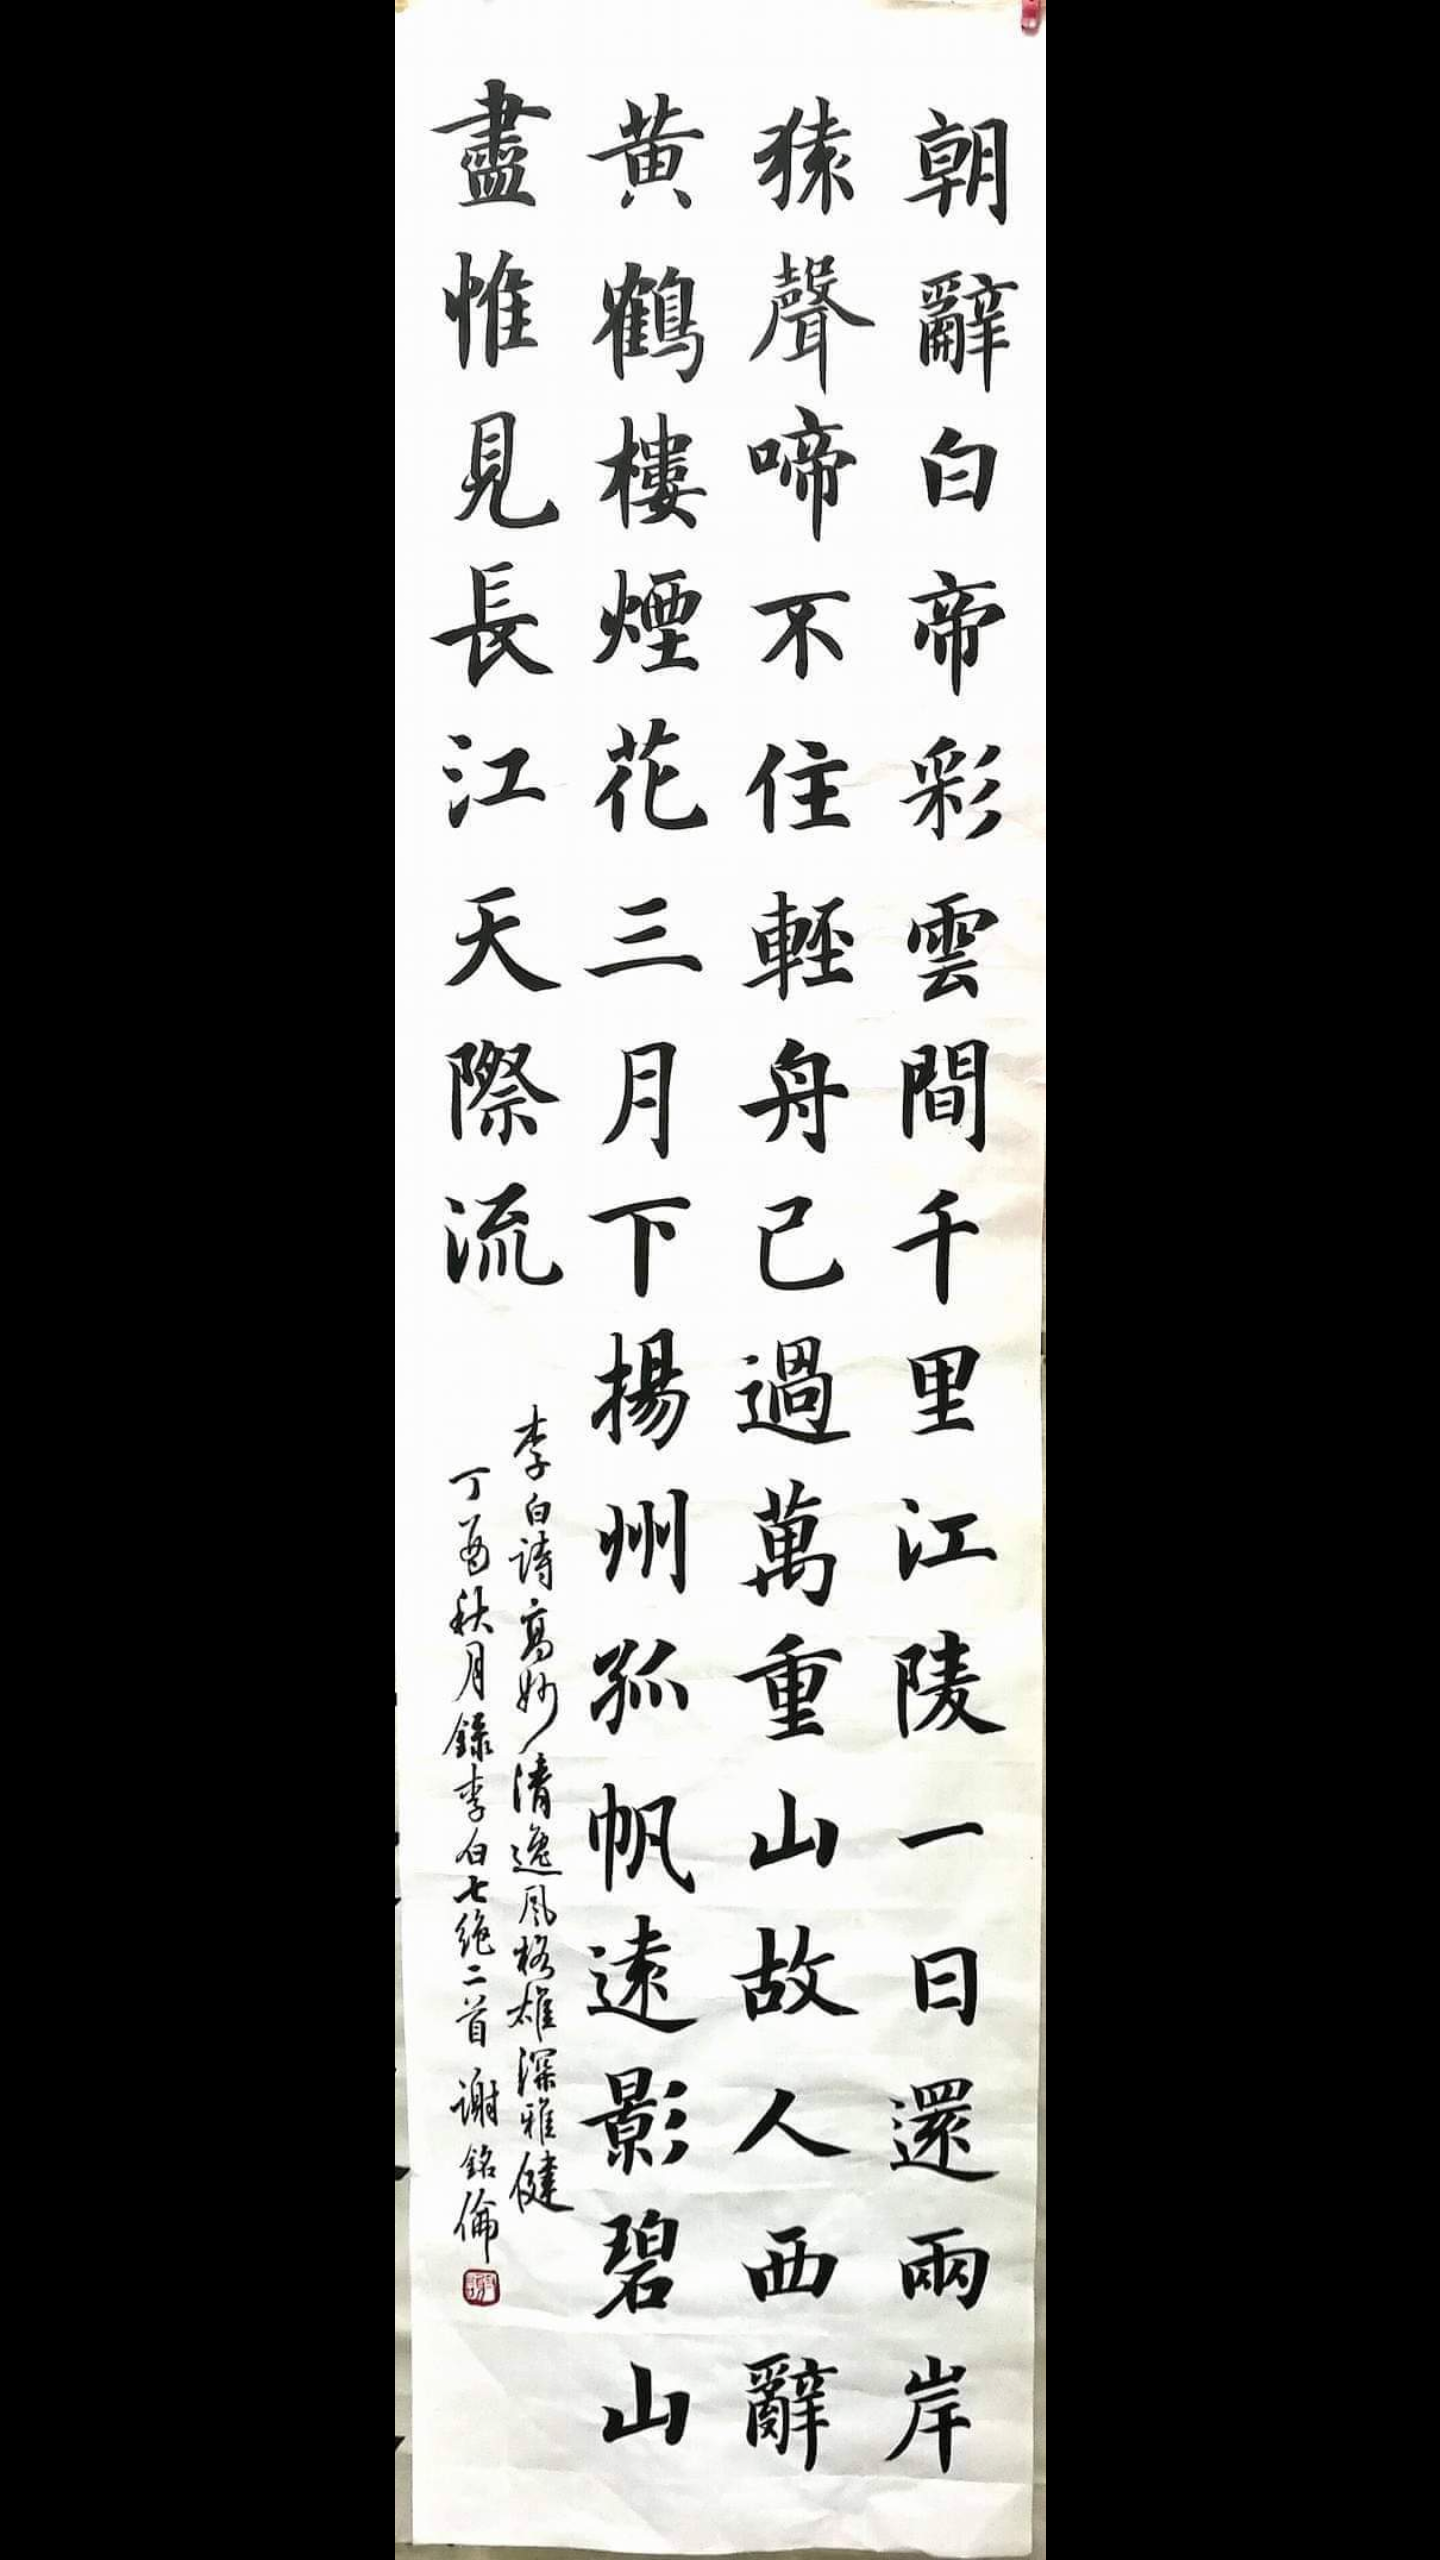 朝辭白帝彩雲間千里江陵一日還兩岸
猿聲啼不住輕舟已過萬重山故人西辭
黃鶴樓煙花三月下揚州孤帆遠影碧山
盡惟見長江天際流
李白詩高妙清逸風格雄深雅健
丁酉秋月錄李白七絕二首謝銘倫